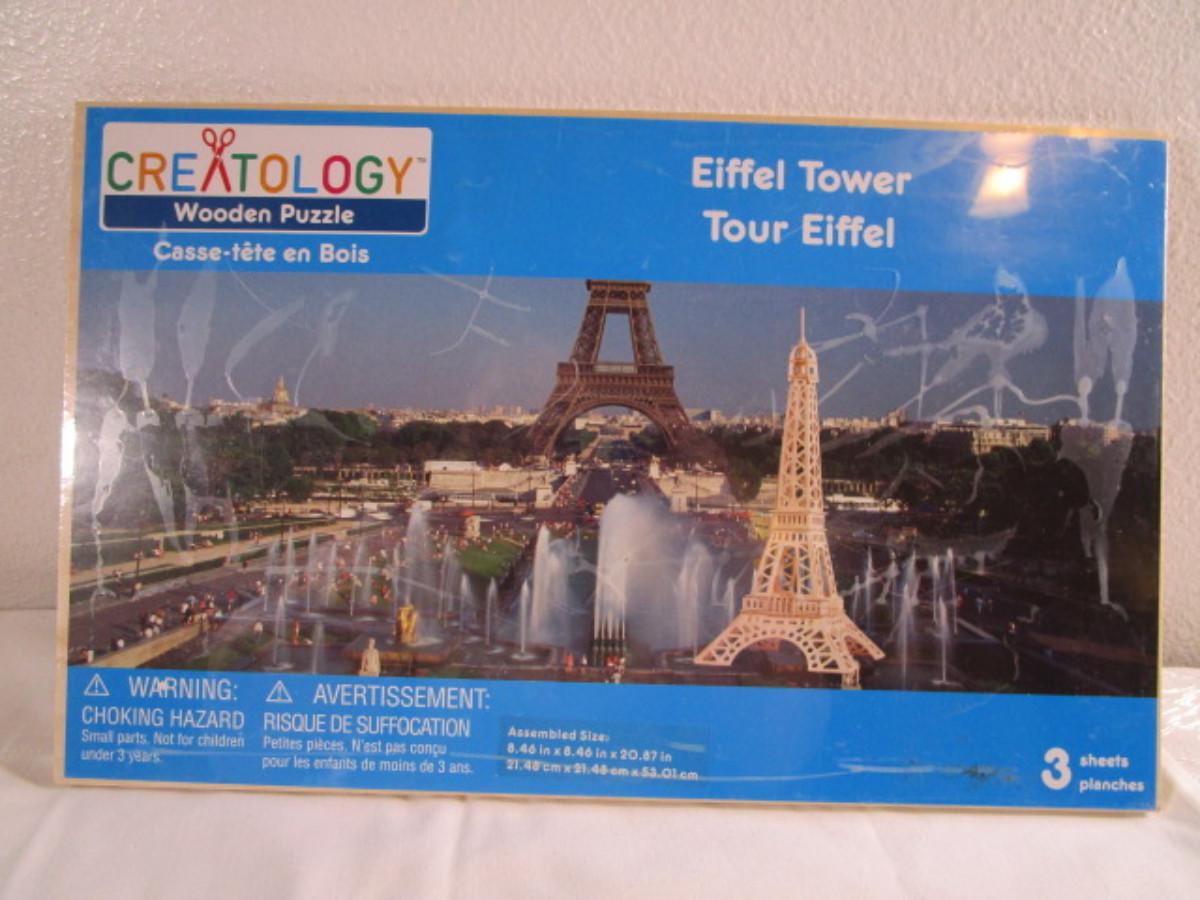 CREATOLOGY™
Wooden Puzzle
Casse-tête en Bois
Eiffel Tower
Tour Eiffel
⚠ WARNING:
CHOKING HAZARD
Small parts. Not for children
under 3 years.
⚠ AVERTISSEMENT:
RISQUE DE SUFFOCATION
Petites pièces. N'est pas conçu
pour les enfants de moins de 3 ans.
Assembled Size:
8.46 in x 8.46 in x 20.87 in
21.48 cm x 21.48 cm x 53.01 cm
3 sheets
planches